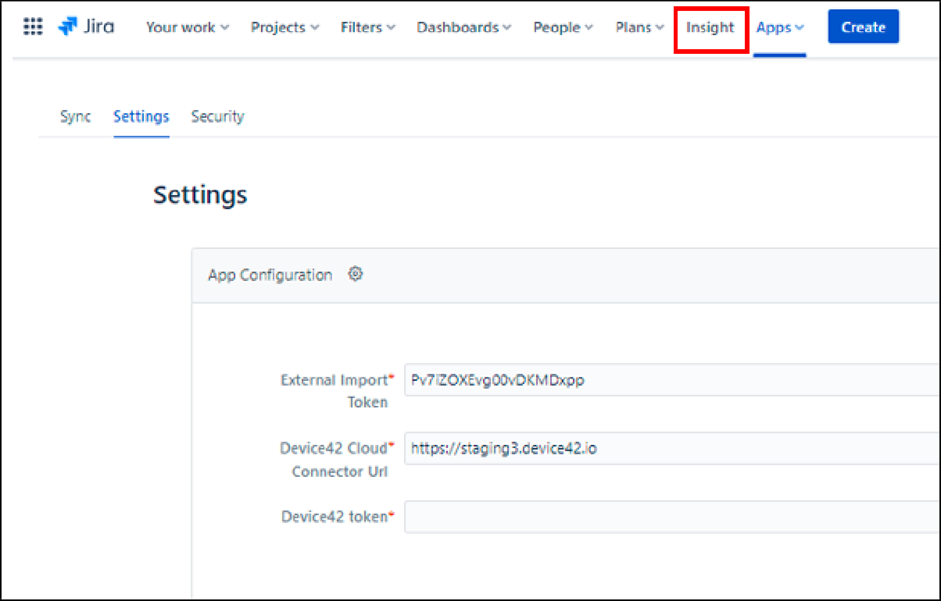 Jira Your work Projects Filters Dashboards People Plans Insight Apps Create
Sync Settings Security
Settings
App Configuration
External Import* Pv7iZOXEvg00vDKMDxpp
Token
Device42 Cloud* https://staging3.device42.io
Connector Url
Device42 token*